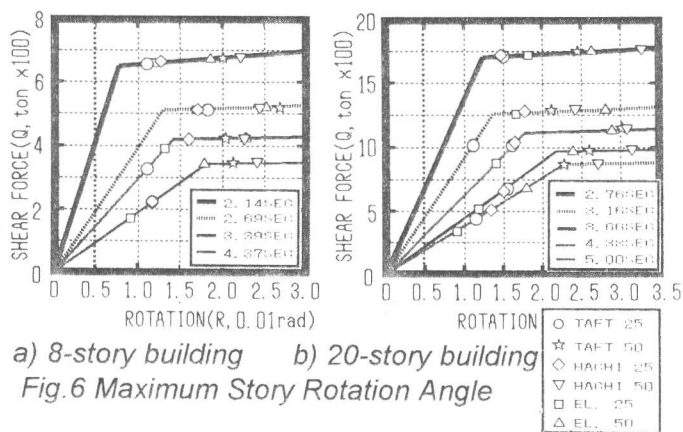 SHEAR FORCE(Q, ton x100)
8
6
4
2
0
0 0.5 1.0 1.5 2.0 2.5 3.0
ROTATION(R,0.01rad)
2.14SEC
2.69SEC
3.39SEC
4.37SEC
SHEAR FORCE(Q, ton x100)
20
15
10
5
0
0 0.5 1.0 1.5 2.0 2.5 3.0 3.5
ROTATION
2.76SEC
3.16SEC
3.66SEC
5.00SEC
TAFT 25
TAFT 50
HACHI 25
HACHI 50
EL. 25
EL. 50
a) 8-story building
b) 20-story building
Fig.6 Maximum Story Rotation Angle